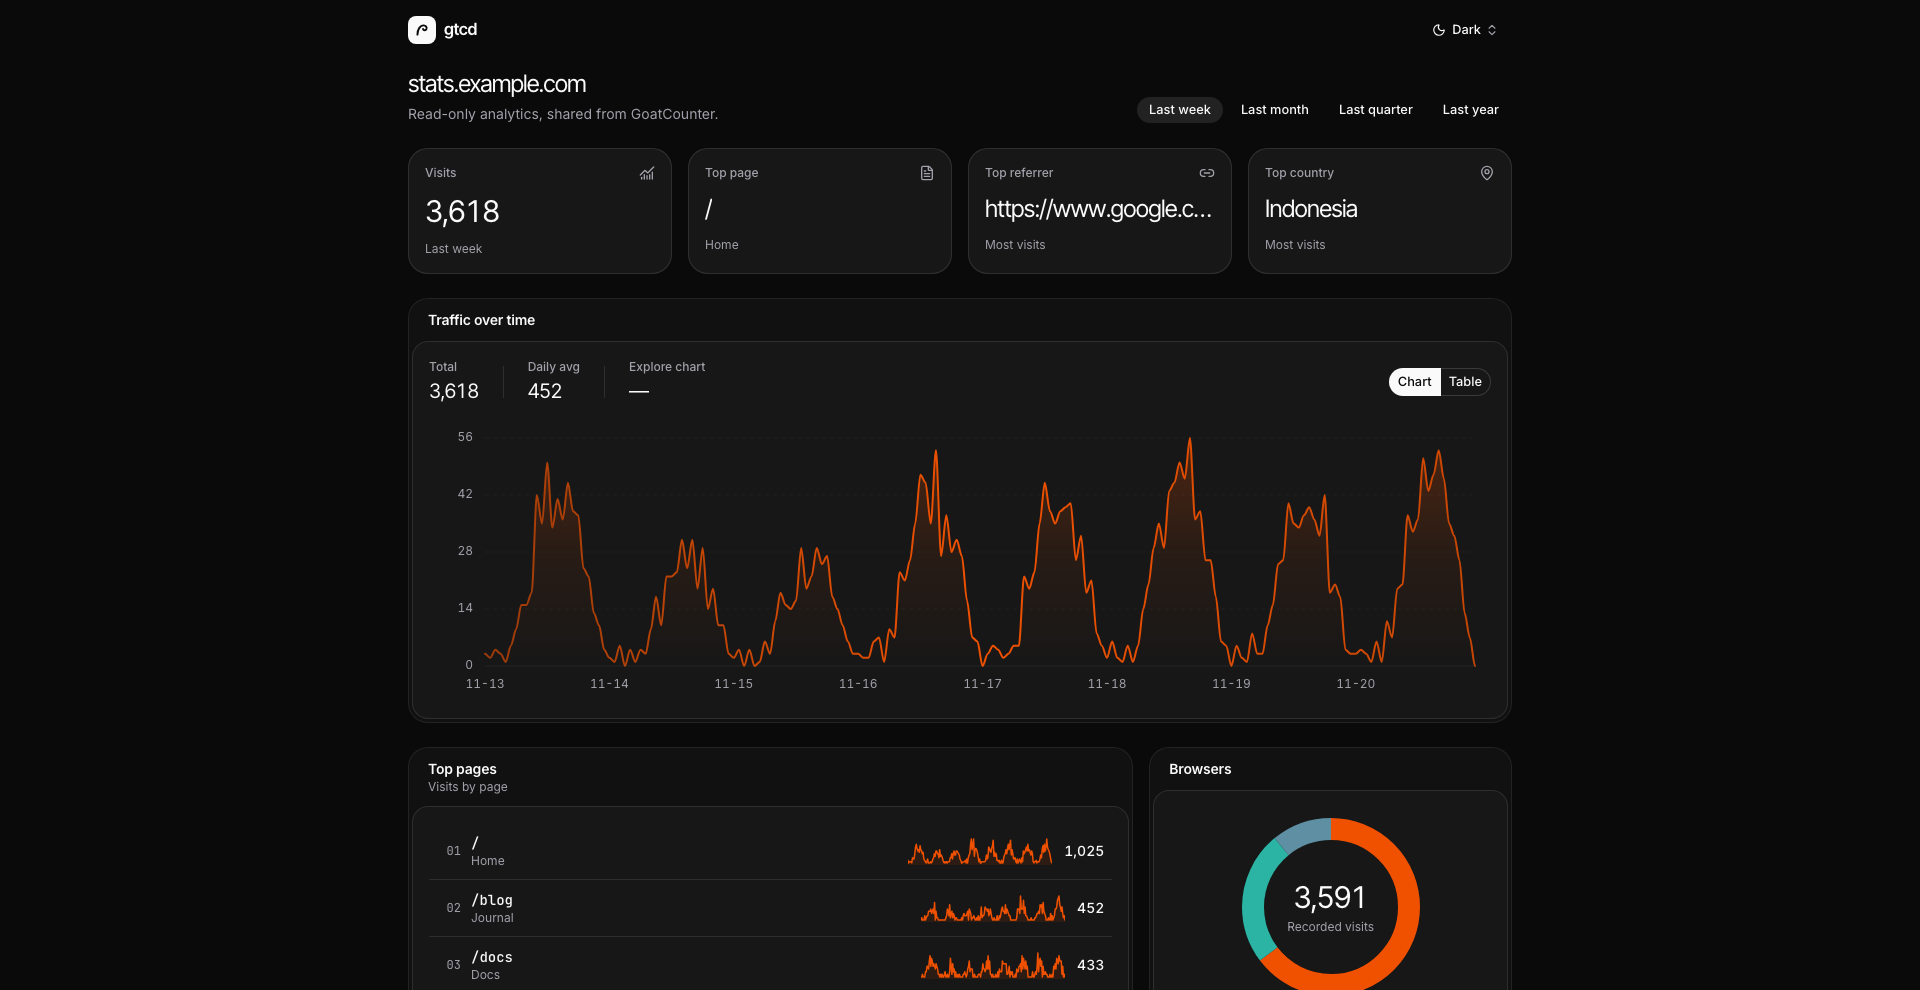 gtcd
Dark
stats.example.com
Read-only analytics, shared from GoatCounter.
Last week
Last month
Last quarter
Last year
Visits
3,618
Last week
Top page
/
Home
Top referrer
https://www.google.c...
Most visits
Top country
Indonesia
Most visits
Traffic over time
Total
3,618
Daily avg
452
Explore chart
—
Chart
Table
56
42
28
14
0
11-13
11-14
11-15
11-16
11-17
11-18
11-19
11-20
Top pages
Visits by page
01
/
Home
1,025
02
/blog
Journal
452
03
/docs
Docs
433
Browsers
3,591
Recorded visits